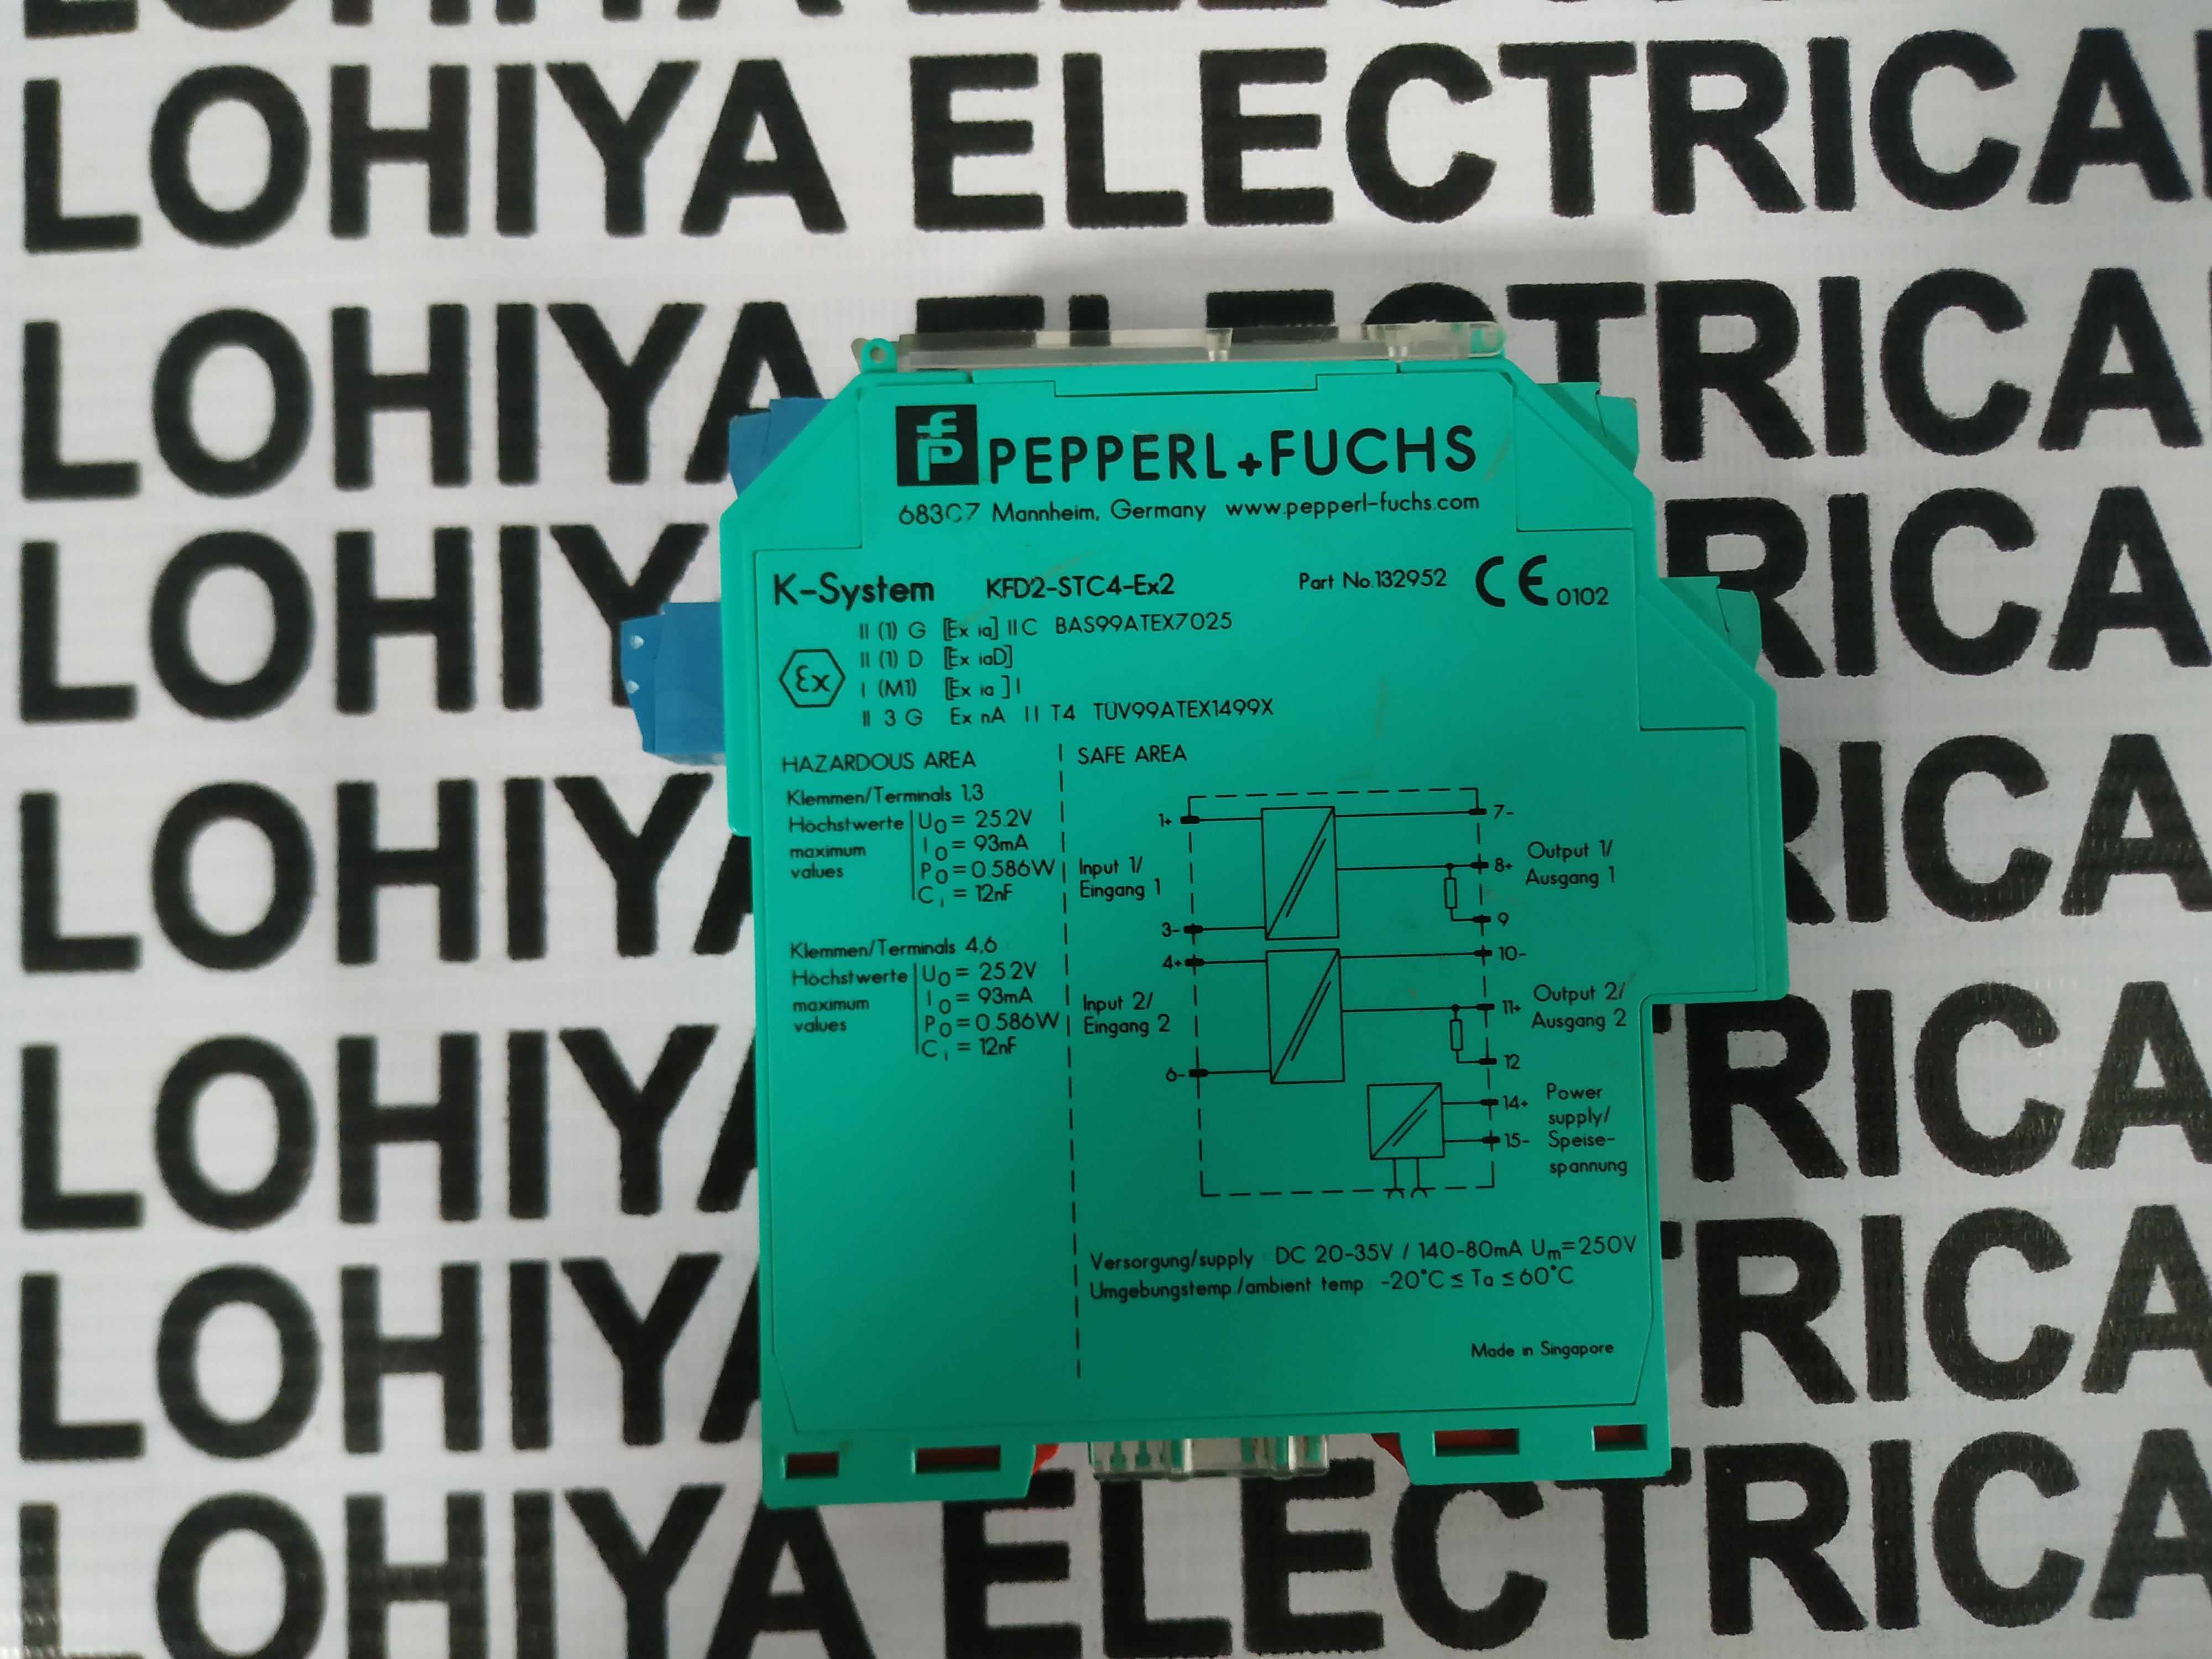 LOHIYA ELECTRICAL
LOHIYA ELECTRICA
LOHIYA ELECTRICA
LOHIY RICA
LOHIYA RICA
LOHIYA RICA
LOHIYA TRICA
LOHIYA ELECTRICA
PEPPERL+FUCHS
68307 Mannheim, Germany www.pepperl-fuchs.com
K-System KFD2-STC4-Ex2 Part No.132952 CE 0102
II (1) G [Ex ia] IIC BAS99ATEX7025
Ex II (1) D [Ex iaD]
I (M1) [Ex ia ] I
II 3 G Ex nA II T4 TÜV99ATEX1499X
HAZARDOUS AREA
Klemmen/Terminals 1,3 :
Höchstwerte U0 = 25.2V
maximum I0 = 93mA
values P0 = 0.586W
Ci = 12nF
Klemmen/Terminals 4,6 :
Höchstwerte U0 = 25.2V
maximum I0 = 93mA
values P0 = 0.586W
Ci = 12nF
SAFE AREA
1+ 7-
Input 1/
Eingang 1
8+ Output 1/
Ausgang 1
3- 9
4+ 10-
Input 2/
Eingang 2
11+ Output 2/
Ausgang 2
12
6-
14+ Power
supply/
15- Speise-
spannung
Versorgung/supply : DC 20-35V / 140-80mA Um=250V
Umgebungstemp./ambient temp. : -20°C ≤ Ta ≤ 60°C
Made in Singapore